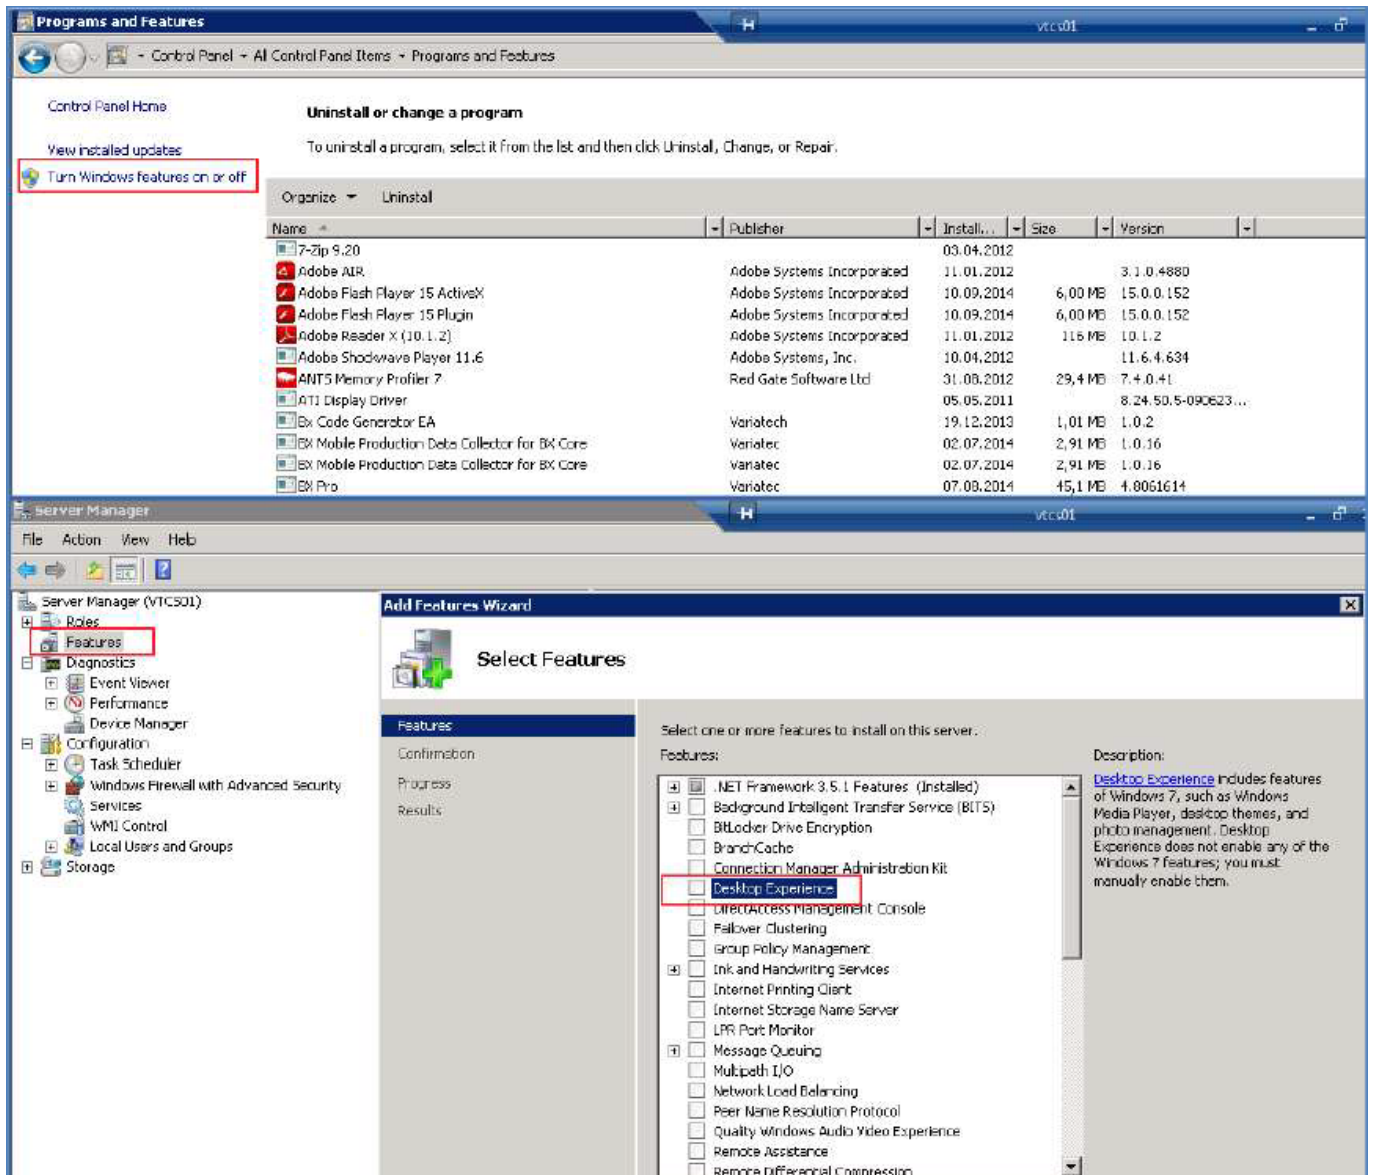 Programs and Features
vtcs01
Control Panel All Control Panel Items Programs and Features
Control Panel Home
Uninstall or change a program
View installed updates
To uninstall a program, select it from the list and then click Uninstall, Change, or Repair.
Turn Windows features on or off
Organize Uninstall
Name Publisher Install... Size Version
7-Zip 9.20 03.04.2012
Adobe AIR Adobe Systems Incorporated 11.01.2012 3.1.0.4880
Adobe Flash Player 15 ActiveX Adobe Systems Incorporated 10.09.2014 6,00 MB 15.0.0.152
Adobe Flash Player 15 Plugin Adobe Systems Incorporated 10.09.2014 6,00 MB 15.0.0.152
Adobe Reader X (10.1.2) Adobe Systems Incorporated 11.01.2012 116 MB 10.1.2
Adobe Shockwave Player 11.6 Adobe Systems, Inc. 10.04.2012 11.6.4.634
ANTS Memory Profiler 7 Red Gate Software Ltd 31.08.2012 29,4 MB 7.4.0.41
ATI Display Driver 05.05.2011 8.24.50.5-090623...
Bx Code Generator EA Variatech 19.12.2013 1,01 MB 1.0.2
BX Mobile Production Data Collector for BX Core Variatec 02.07.2014 2,91 MB 1.0.16
BX Mobile Production Data Collector for BX Core Variatec 02.07.2014 2,91 MB 1.0.16
BX Pro Variatec 07.08.2014 45,1 MB 4.8061614
Server Manager
vtcs01
File Action View Help
Server Manager (VTCS01)
Roles
Features
Diagnostics
Event Viewer
Performance
Device Manager
Configuration
Task Scheduler
Windows Firewall with Advanced Security
Services
WMI Control
Local Users and Groups
Storage
Add Features Wizard
Select Features
Features
Confirmation
Progress
Results
Select one or more features to install on this server.
Features:
.NET Framework 3.5.1 Features (Installed)
Background Intelligent Transfer Service (BITS)
BitLocker Drive Encryption
BranchCache
Connection Manager Administration Kit
Desktop Experience
DirectAccess Management Console
Failover Clustering
Group Policy Management
Ink and Handwriting Services
Internet Printing Client
Internet Storage Name Server
LPR Port Monitor
Message Queuing
Multipath I/O
Network Load Balancing
Peer Name Resolution Protocol
Quality Windows Audio Video Experience
Remote Assistance
Remote Differential Compression
Description:
Desktop Experience includes features
of Windows 7, such as Windows
Media Player, desktop themes, and
photo management. Desktop
Experience does not enable any of the
Windows 7 features; you must
manually enable them.